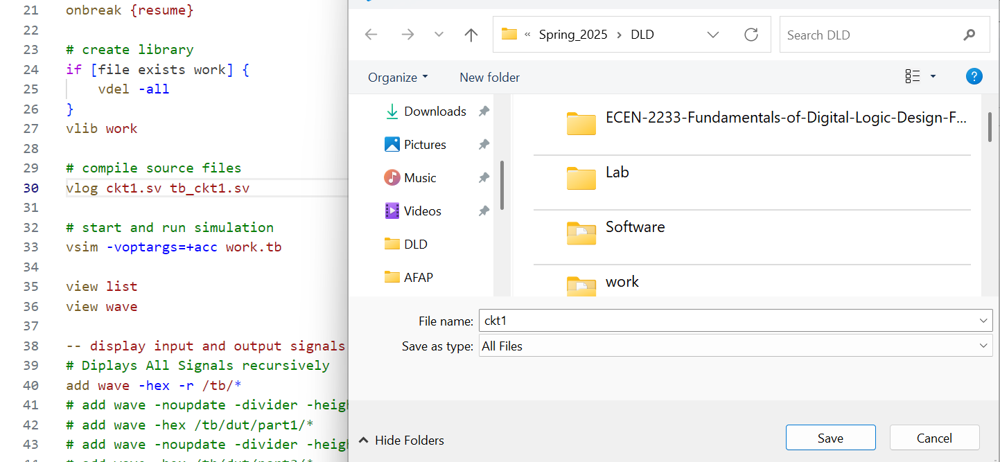 21 onbreak {resume}
22
23 # create library
24 if [file exists work] {
25 vdel -all
26 }
27 vlib work
28
29 # compile source files
30 vlog ckt1.sv tb_ckt1.sv
31
32 # start and run simulation
33 vsim -voptargs=+acc work.tb
34
35 view list
36 view wave
37
38 -- display input and output signals
39 # Diplays All Signals recursively
40 add wave -hex -r /tb/*
41 # add wave -noupdate -divider -heigh
42 # add wave -hex /tb/dut/part1/*
43 # add wave -noupdate -divider -heigh
« Spring_2025 > DLD
Search DLD
Organize
New folder
?
Downloads
Pictures
Music
Videos
DLD
AFAP
ECEN-2233-Fundamentals-of-Digital-Logic-Design-F...
Lab
Software
work
File name: ckt1
Save as type: All Files
Hide Folders
Save
Cancel